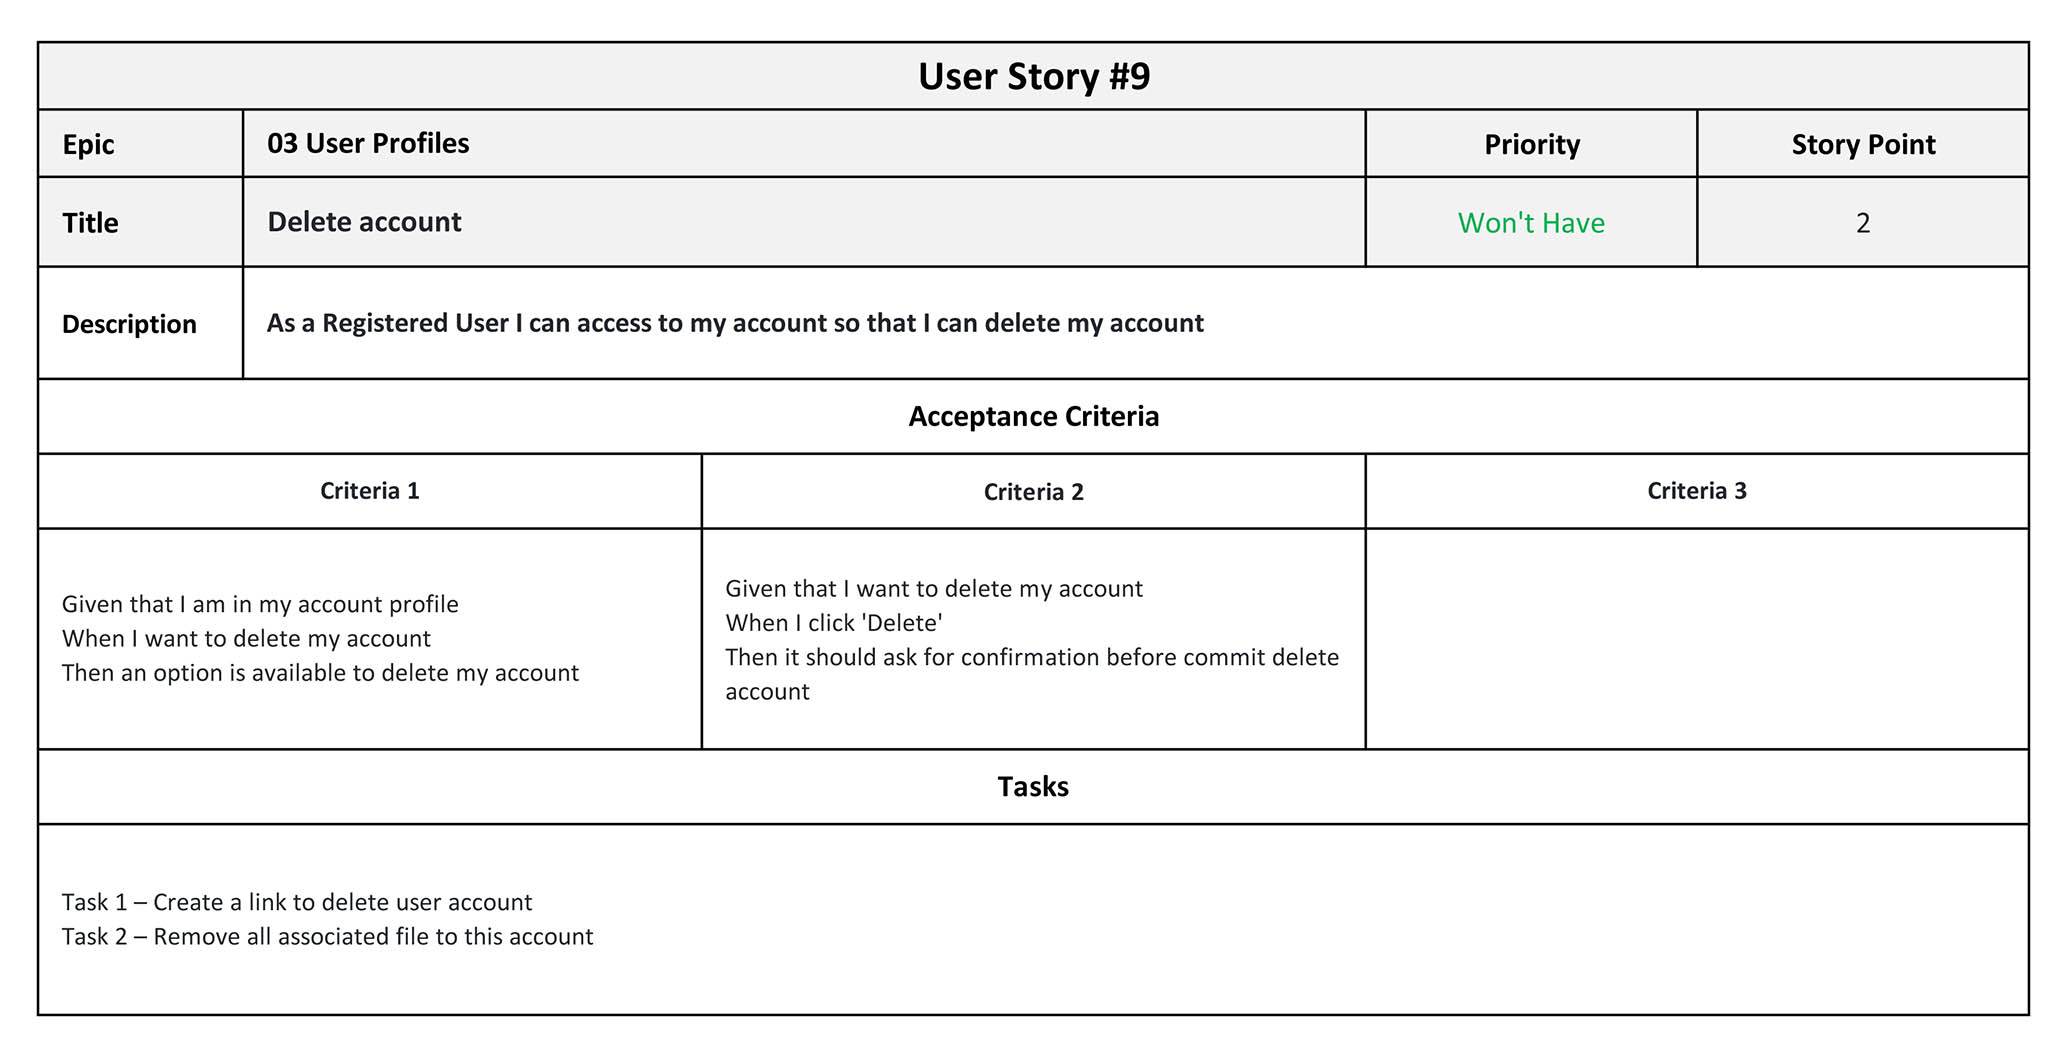 User Story #9
Epic
03 User Profiles
Priority
Story Point
Title
Delete account
Won't Have
2
Description
As a Registered User I can access to my account so that I can delete my account
Acceptance Criteria
Criteria 1
Criteria 2
Criteria 3
Given that I am in my account profile
When I want to delete my account
Then an option is available to delete my account
Given that I want to delete my account
When I click 'Delete'
Then it should ask for confirmation before commit delete
account
Tasks
Task 1 – Create a link to delete user account
Task 2 – Remove all associated file to this account